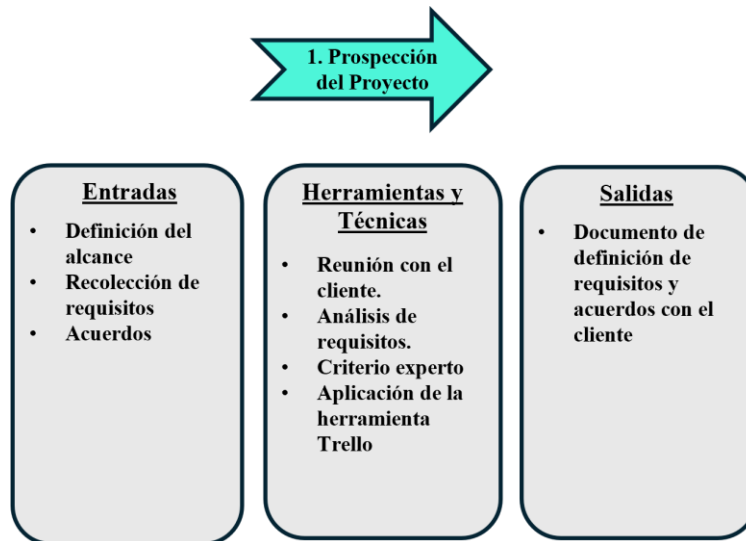 1. Prospección
del Proyecto
Entradas
• Definición del
alcance
• Recolección de
requisitos
• Acuerdos
Herramientas y
Técnicas
• Reunión con el
cliente.
• Análisis de
requisitos.
• Criterio experto
• Aplicación de la
herramienta
Trello
Salidas
• Documento de
definición de
requisitos y
acuerdos con el
cliente